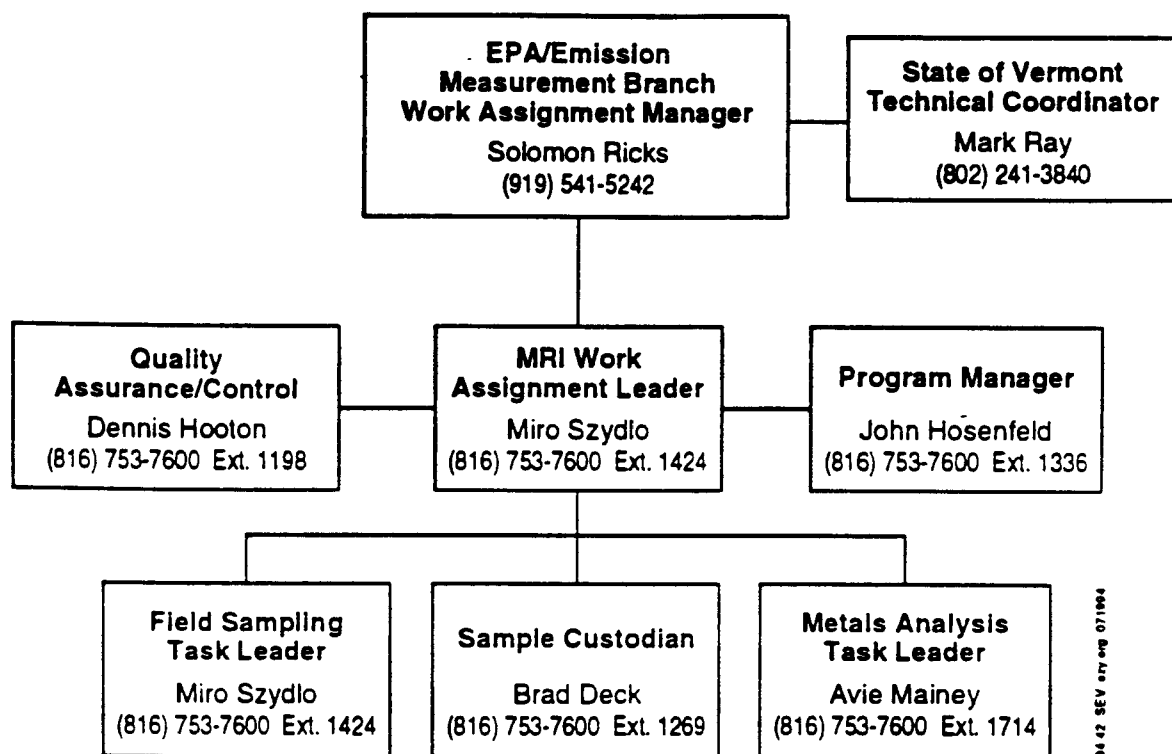 EPA/Emission
Measurement Branch
Work Assignment Manager
Solomon Ricks
(919) 541-5242
State of Vermont
Technical Coordinator
Mark Ray
(802) 241-3840
Quality
Assurance/Control
Dennis Hooton
(816) 753-7600 Ext. 1198
MRI Work
Assignment Leader
Miro Szydlo
(816) 753-7600 Ext. 1424
Program Manager
John Hosenfeld
(816) 753-7600 Ext. 1336
Field Sampling
Task Leader
Miro Szydlo
(816) 753-7600 Ext. 1424
Sample Custodian
Brad Deck
(816) 753-7600 Ext. 1269
Metals Analysis
Task Leader
Avie Mainey
(816) 753-7600 Ext. 1714
SEV